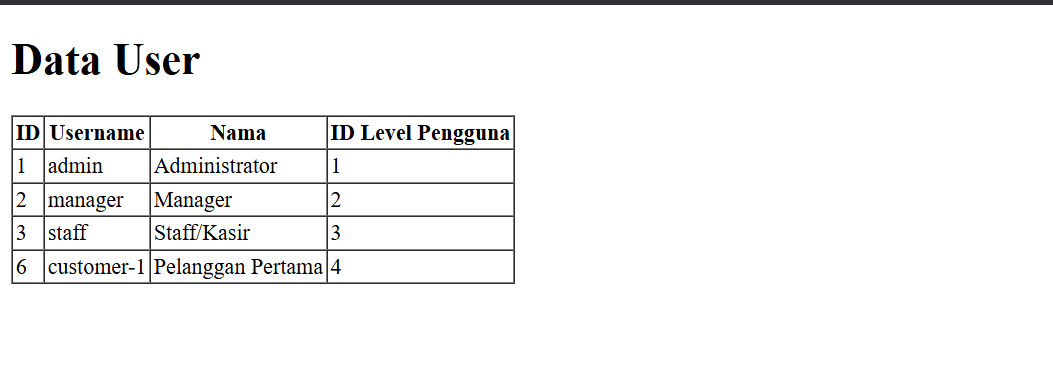 Data User
ID Username Nama ID Level Pengguna
1 admin Administrator 1
2 manager Manager 2
3 staff Staff/Kasir 3
6 customer-1 Pelanggan Pertama 4